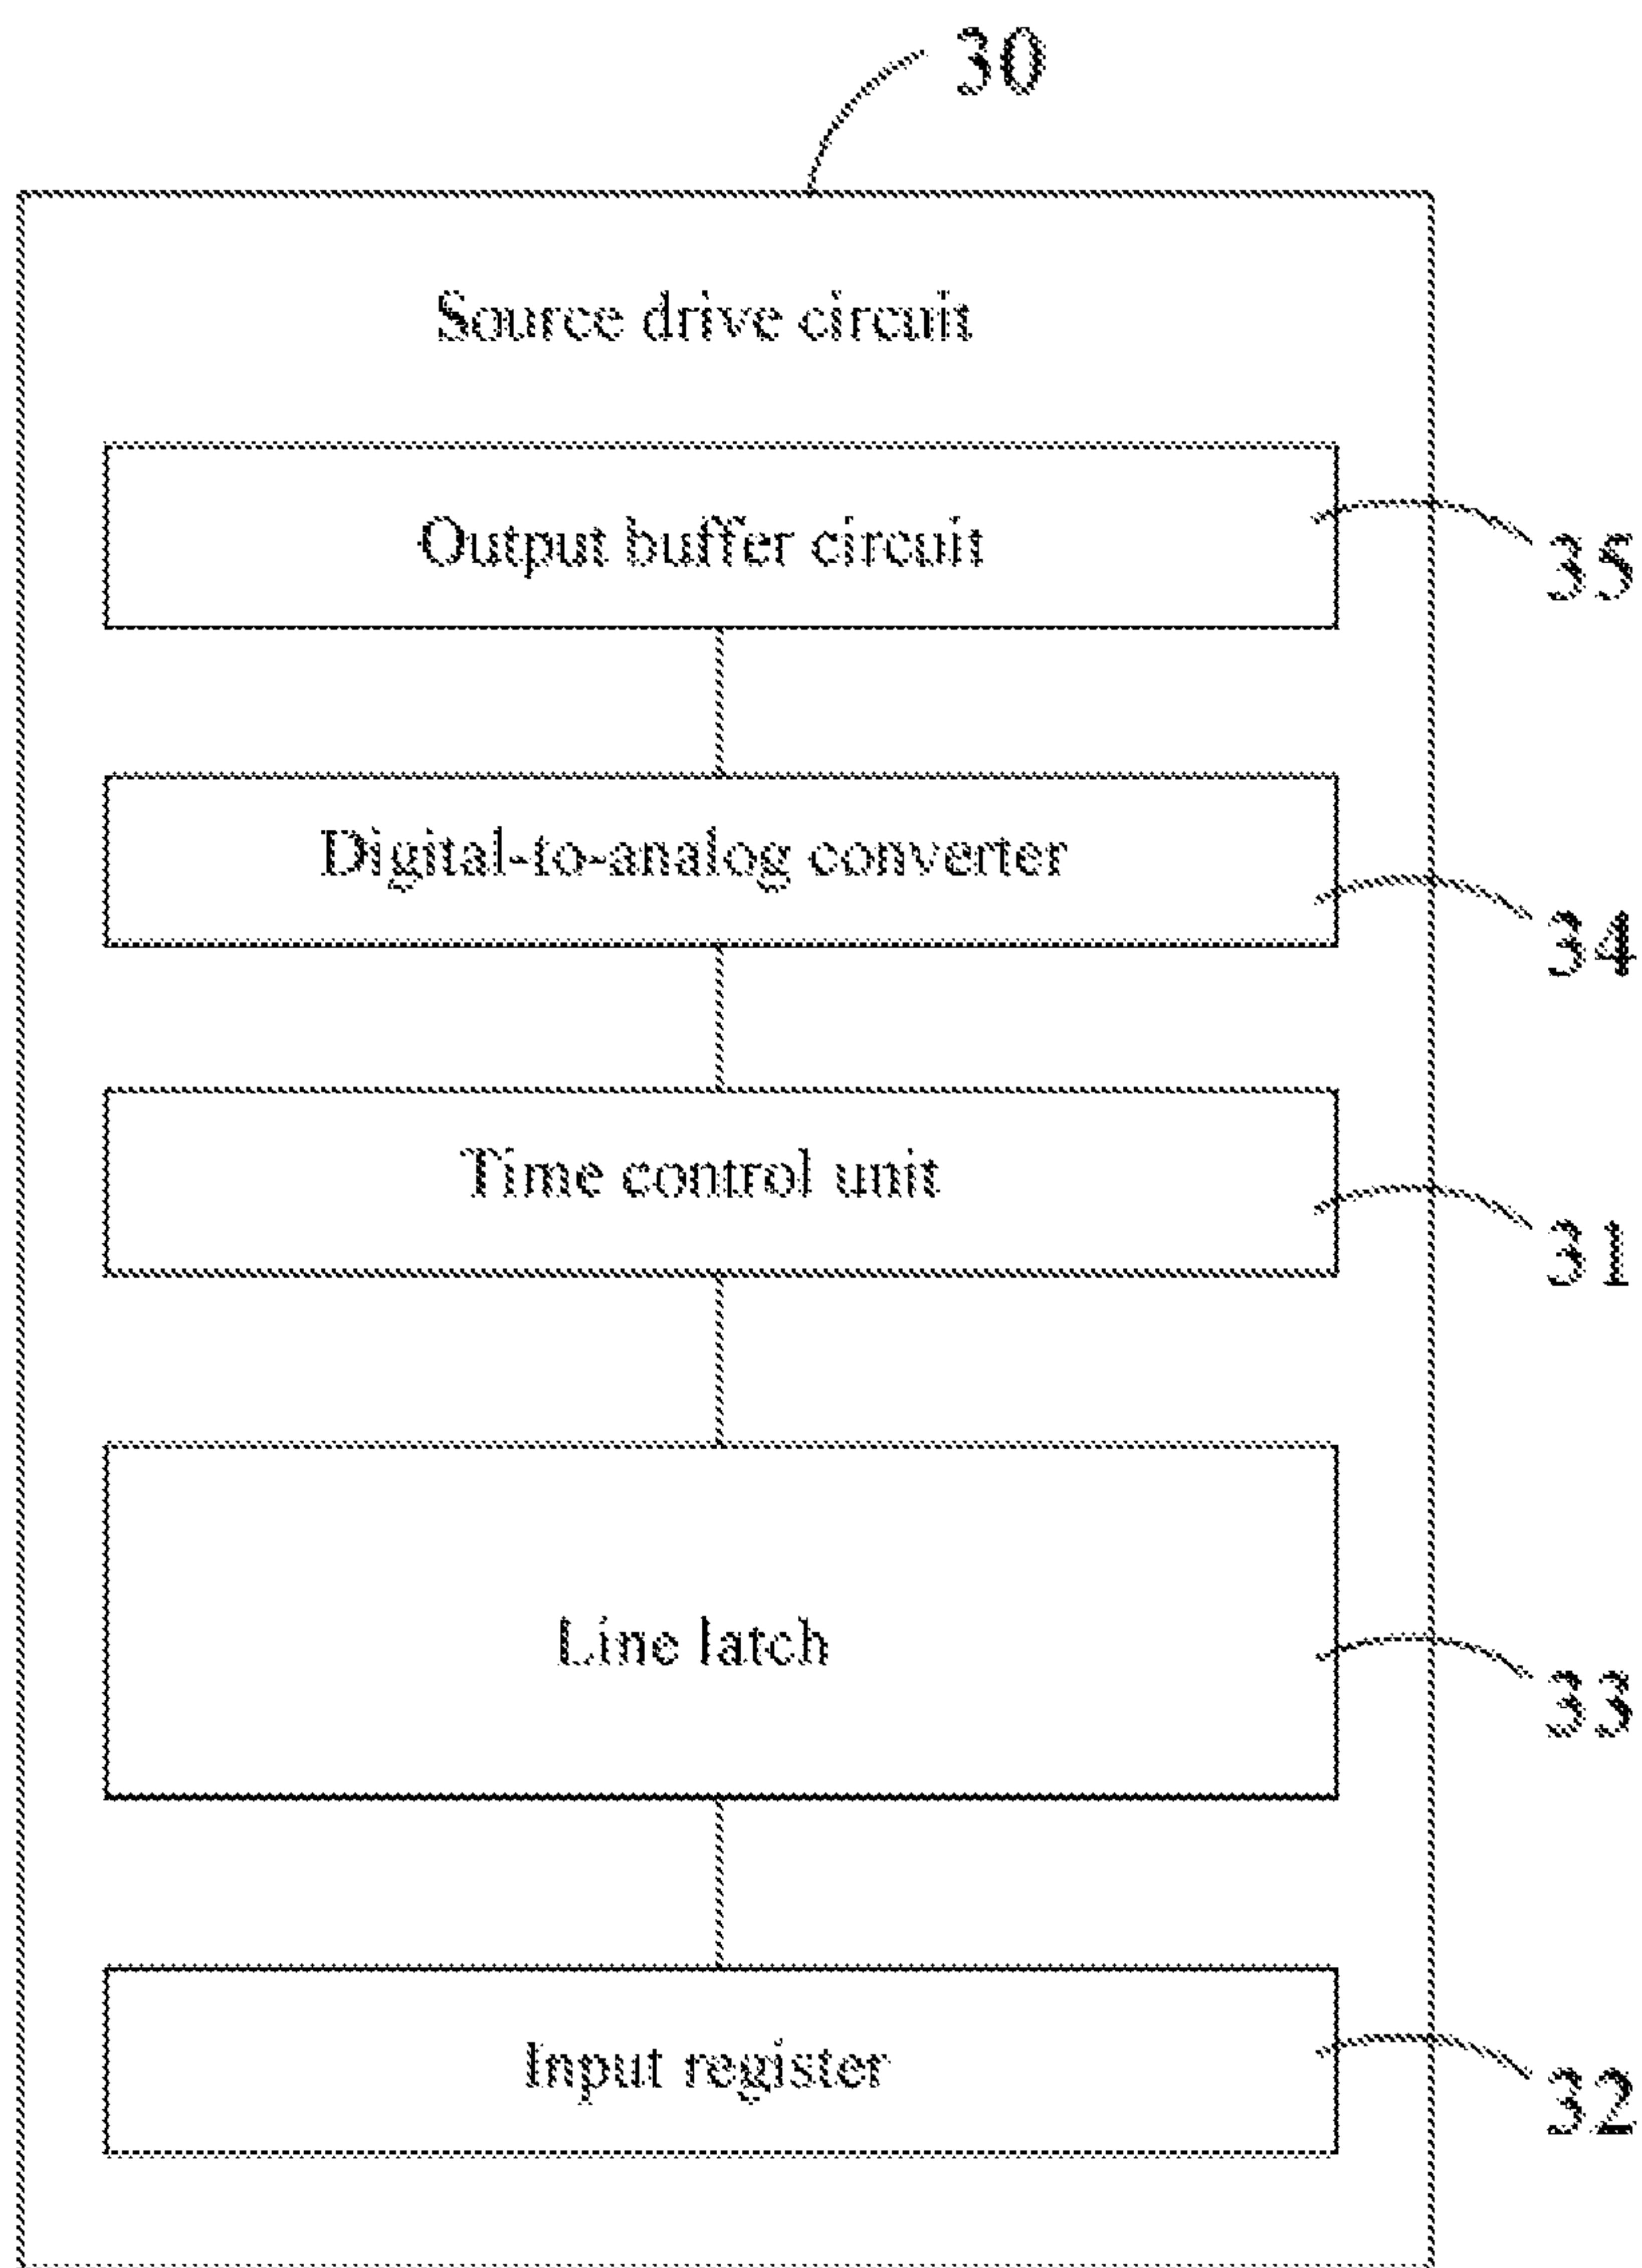 30
Source drive circuit
Output buffer circuit
35
Digital-to-analog converter
34
Time control unit
31
Line latch
33
Input register
32